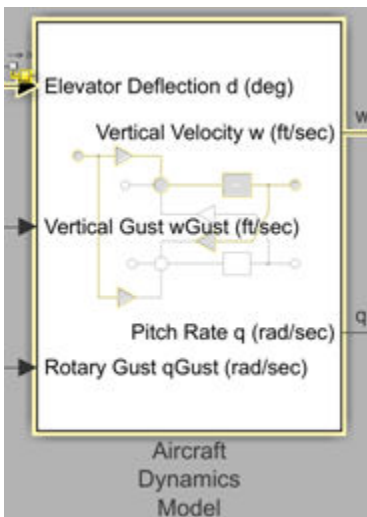 Elevator Deflection d (deg)
Vertical Velocity w (ft/sec)
w
Vertical Gust wGust (ft/sec)
Pitch Rate q (rad/sec)
q
Rotary Gust qGust (rad/sec)
Aircraft
Dynamics
Model